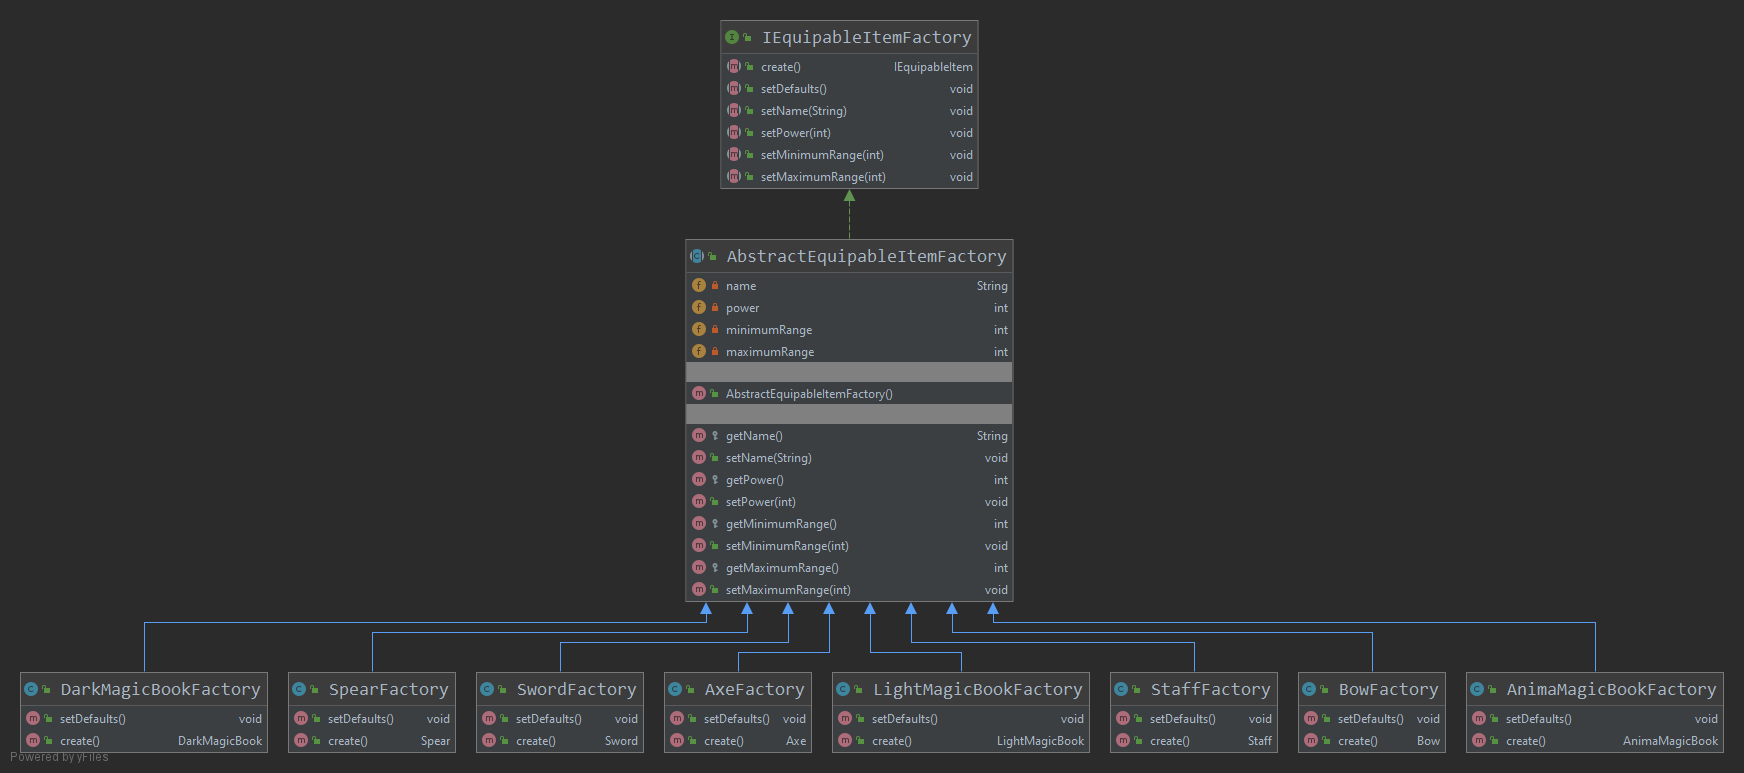 IEquipableItemFactory
create() IEquipableItem
setDefaults() void
setName(String) void
setPower(int) void
setMinimumRange(int) void
setMaximumRange(int) void
AbstractEquipableItemFactory
name String
power int
minimumRange int
maximumRange int
AbstractEquipableItemFactory()
getName() String
setName(String) void
getPower() int
setPower(int) void
getMinimumRange() int
setMinimumRange(int) void
getMaximumRange() int
setMaximumRange(int) void
DarkMagicBookFactory
setDefaults() void
create() DarkMagicBook
SpearFactory
setDefaults() void
create() Spear
SwordFactory
setDefaults() void
create() Sword
AxeFactory
setDefaults() void
create() Axe
LightMagicBookFactory
setDefaults() void
create() LightMagicBook
StaffFactory
setDefaults() void
create() Staff
BowFactory
setDefaults() void
create() Bow
AnimaMagicBookFactory
setDefaults() void
create() AnimaMagicBook
Powered by yFiles